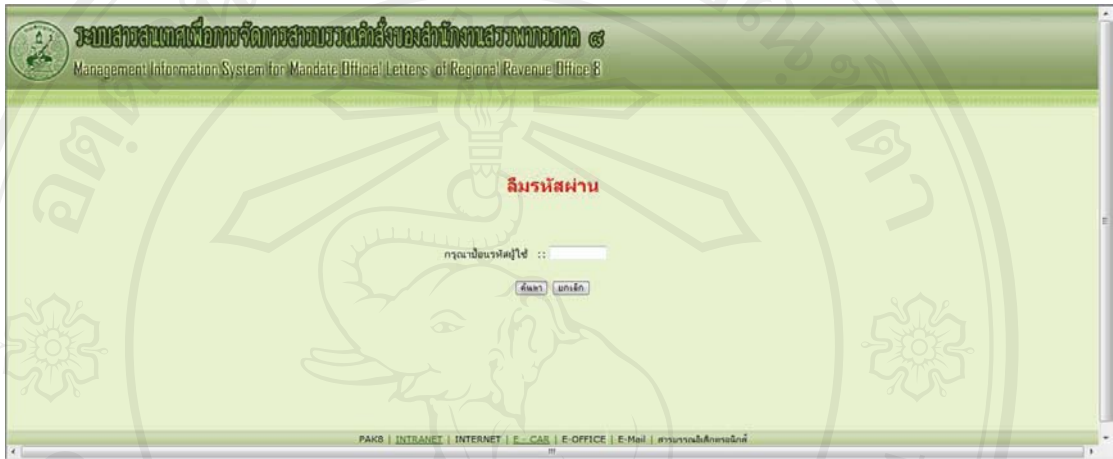 ระบบสารสนเทศเพื่อการจัดการสารบรรณคำสั่งของสำนักงานสรรพากรภาค ๘
Management Information System for Mandate Official Letters of Regional Revenue Office 8
ลืมรหัสผ่าน
กรุณาป้อนรหัสผู้ใช้ ::
ค้นหา ยกเลิก
PAK8 | INTRANET | INTERNET | E - CAR | E-OFFICE | E-Mail | สารบรรณอิเล็กทรอนิกส์